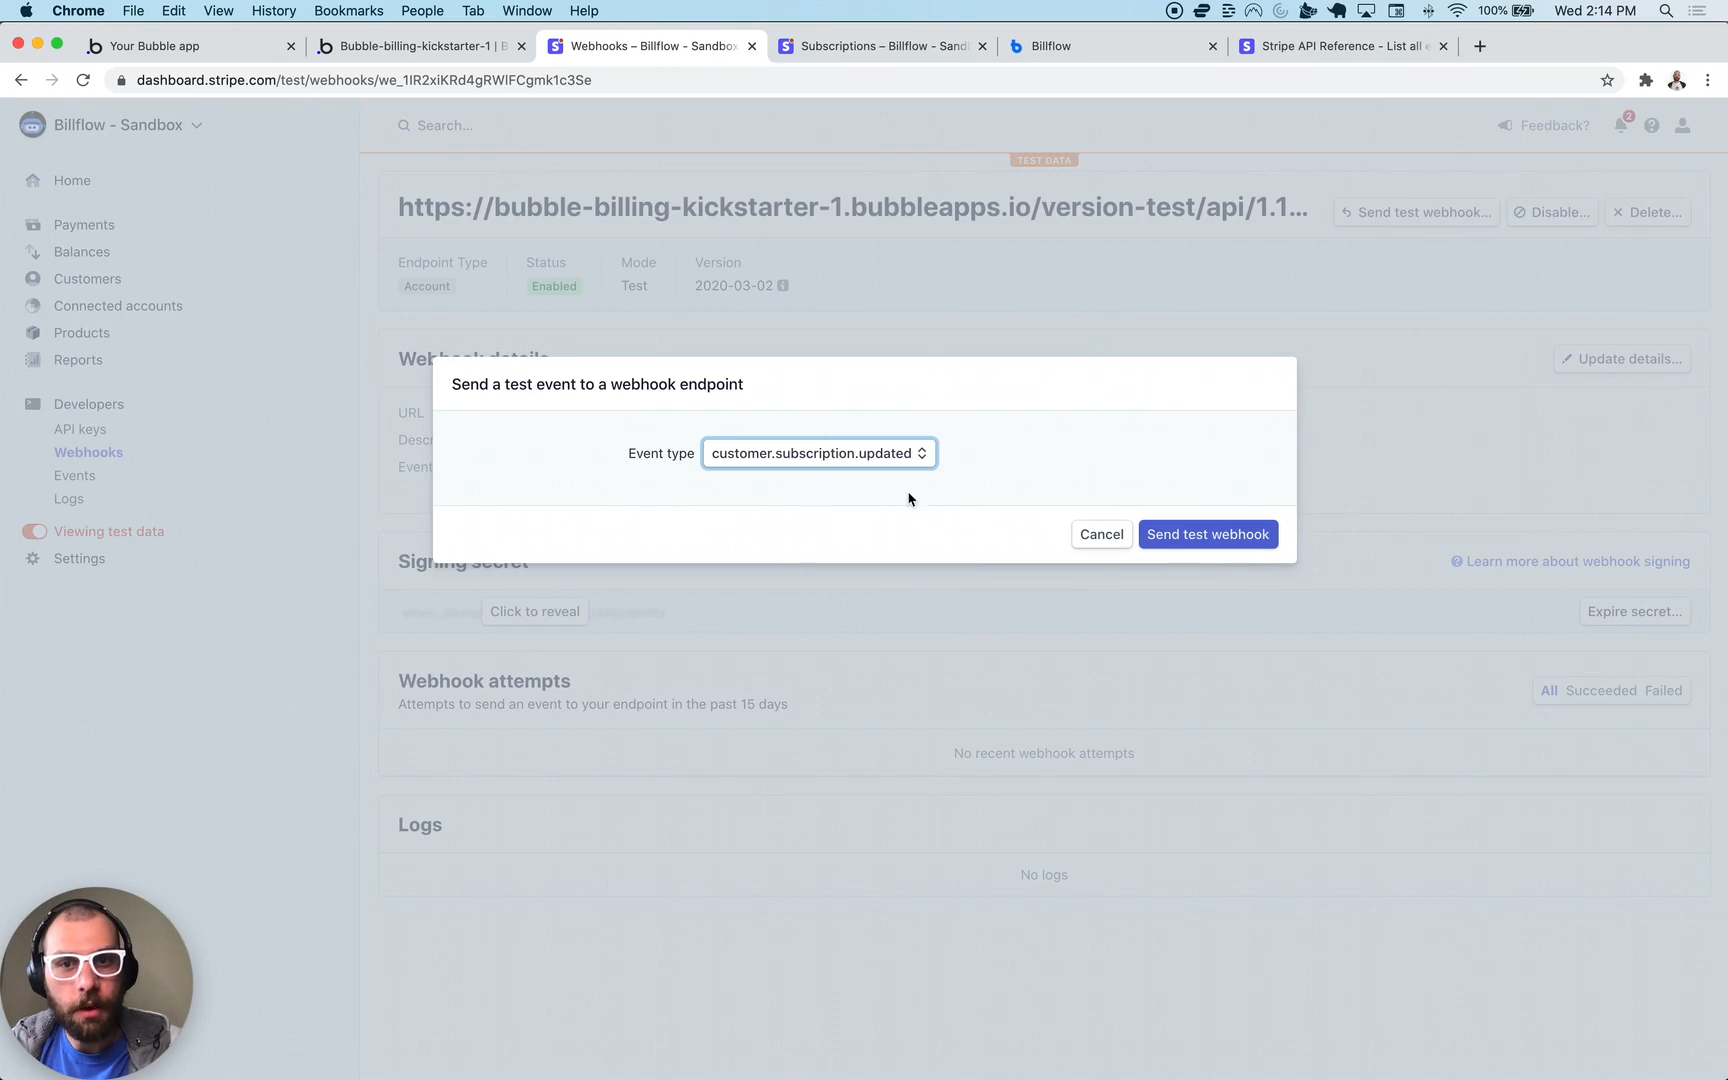 Chrome File Edit View History Bookmarks People Tab Window Help 100% Wed 2:14 PM
Your Bubble app
Bubble-billing-kickstarter-1 | B
Webhooks – Billflow - Sandbox
Subscriptions – Billflow - Sand
Billflow
Stripe API Reference - List all e
dashboard.stripe.com/test/webhooks/we_1IR2xiKRd4gRWlFCgmk1c3Se
Billflow - Sandbox
Search...
Feedback?
2
TEST DATA
Home
Payments
Balances
Customers
Connected accounts
Products
Reports
Developers
API keys
Webhooks
Events
Logs
Viewing test data
Settings
https://bubble-billing-kickstarter-1.bubbleapps.io/version-test/api/1.1...
Send test webhook...
Disable...
Delete...
Endpoint Type
Account
Status
Enabled
Mode
Test
Version
2020-03-02
Webhook details
Update details...
URL
Descr
Event
Send a test event to a webhook endpoint
Event type
customer.subscription.updated
Cancel
Send test webhook
Signing secret
Learn more about webhook signing
Click to reveal
Expire secret...
Webhook attempts
Attempts to send an event to your endpoint in the past 15 days
All Succeeded Failed
No recent webhook attempts
Logs
No logs